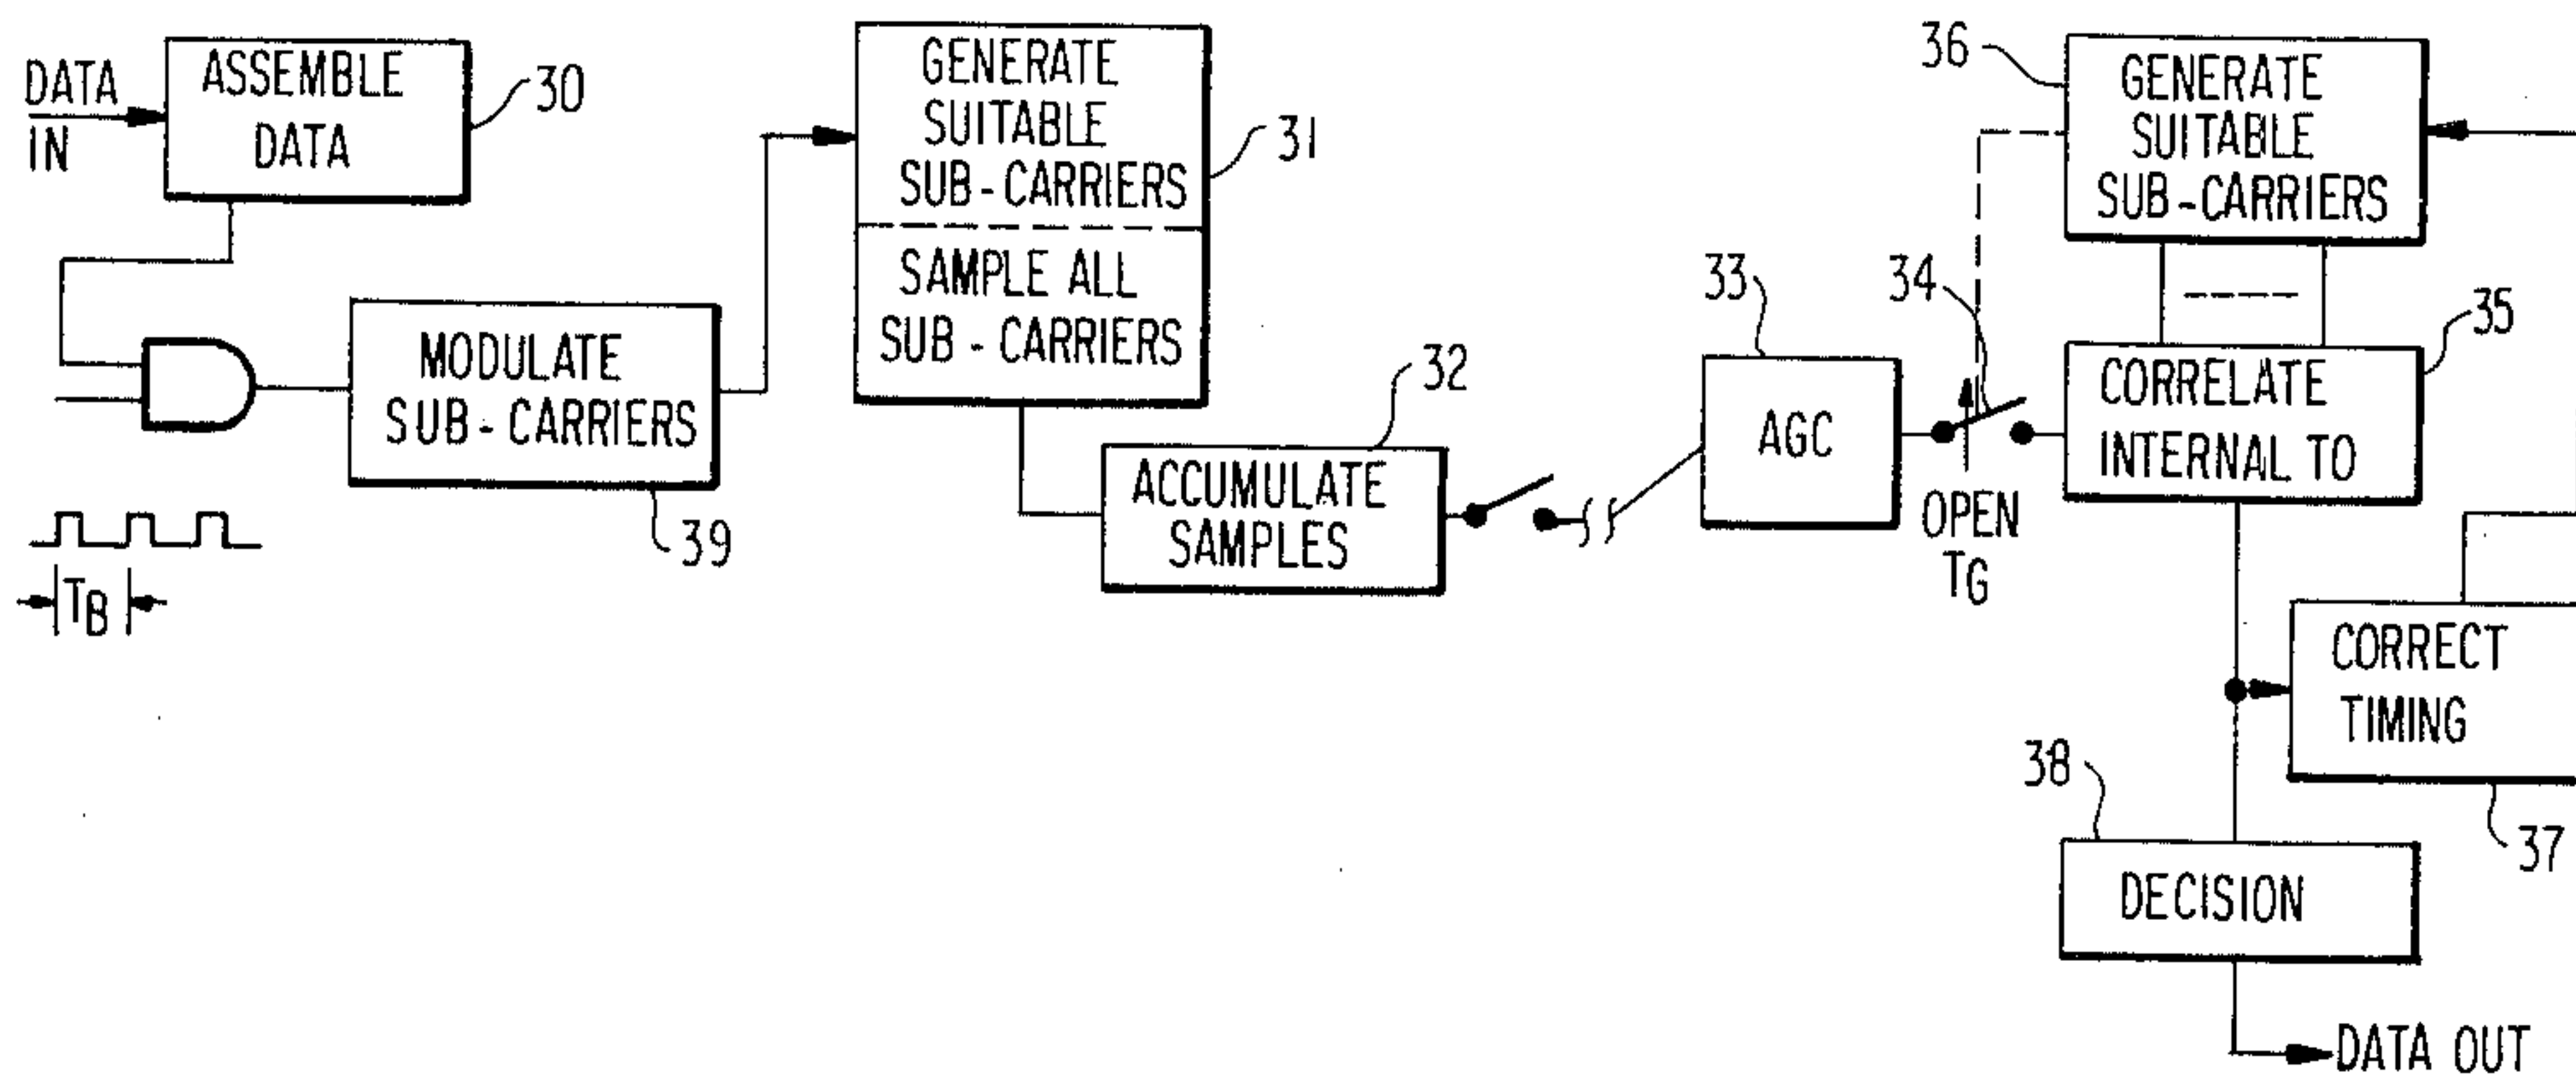 DATA
IN
ASSEMBLE
DATA
30
MODULATE
SUB-CARRIERS
39
TB
GENERATE
SUITABLE
SUB-CARRIERS
31
SAMPLE ALL
SUB-CARRIERS
ACCUMULATE
SAMPLES
32
33
AGC
34
OPEN
TG
36
GENERATE
SUITABLE
SUB-CARRIERS
35
CORRELATE
INTERNAL TO
CORRECT
TIMING
37
38
DECISION
DATA OUT